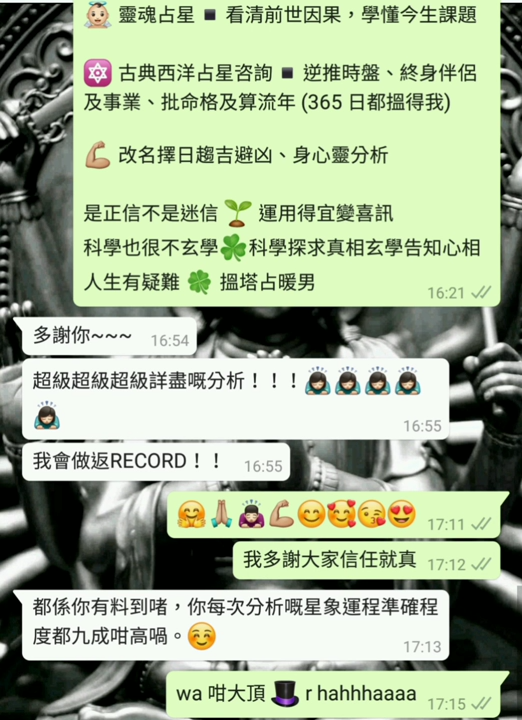 👼🏼 靈魂占星 ◾ 看清前世因果，學懂今生課題
🔯 古典西洋占星咨詢 ◾ 逆推時盤、終身伴侶
及事業、批命格及算流年 (365 日都搵得我)
💪🏼 改名擇日趨吉避凶、身心靈分析
是正信不是迷信 🌱 運用得宜變喜訊
科學也很不玄學🍀科學探求真相玄學告知心相
人生有疑難 🍀 搵塔占暖男
16:21
多謝你~~~ 16:54
超級超級超級詳盡嘅分析！！！🙇🏻‍♀️🙇🏻‍♀️🙇🏻‍♀️🙇🏻‍♀️
🙇🏻‍♀️
16:55
我會做返RECORD！！ 16:55
🤗🙏🏼🙇🏻‍♂️💪🏼😊🥰😘😍 17:11
我多謝大家信任就真 17:12
都係你有料到啫，你每次分析嘅星象運程準確程
度都九成咁高喎。☺️
17:13
wa 咁大頂 🎩 r hahhhaaaa 17:15